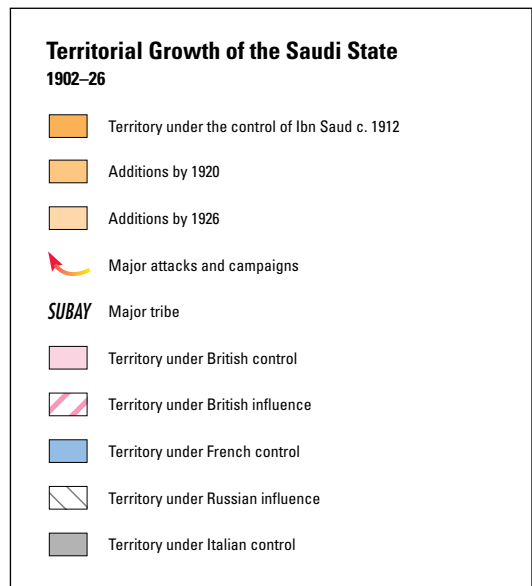 Territorial Growth of the Saudi State
1902–26
Territory under the control of Ibn Saud c. 1912
Additions by 1920
Additions by 1926
Major attacks and campaigns
SUBAY Major tribe
Territory under British control
Territory under British influence
Territory under French control
Territory under Russian influence
Territory under Italian control